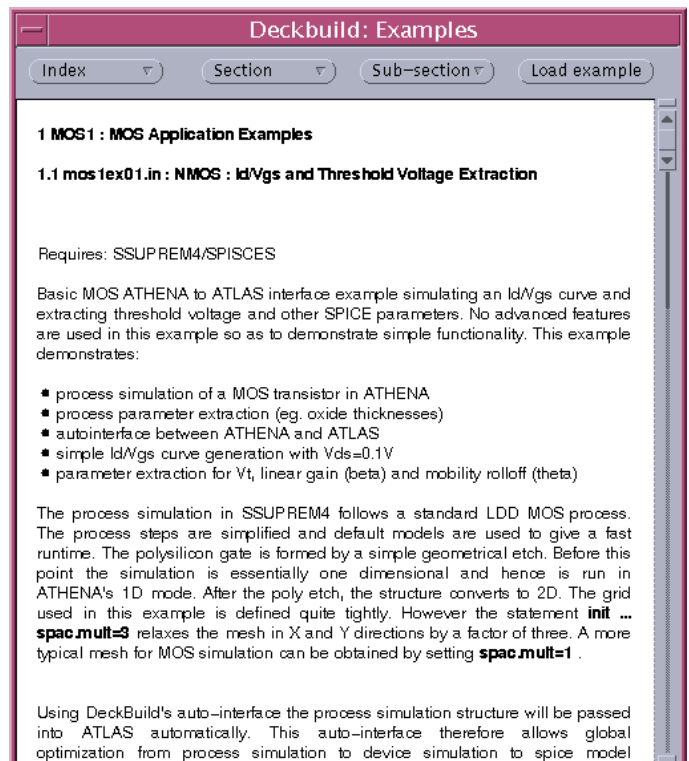 Deckbuild: Examples
Index Section Sub-section Load example
1 MOS1 : MOS Application Examples
1.1 mos1ex01.in : NMOS : Id/Vgs and Threshold Voltage Extraction
Requires: SSUPREM4/SPISCES
Basic MOS ATHENA to ATLAS interface example simulating an Id/Vgs curve and
extracting threshold voltage and other SPICE parameters. No advanced features
are used in this example so as to demonstrate simple functionality. This example
demonstrates:
process simulation of a MOS transistor in ATHENA
process parameter extraction (eg. oxide thicknesses)
autointerface between ATHENA and ATLAS
simple Id/Vgs curve generation with Vds=0.1V
parameter extraction for Vt, linear gain (beta) and mobility rolloff (theta)
The process simulation in SSUPREM4 follows a standard LDD MOS process.
The process steps are simplified and default models are used to give a fast
runtime. The polysilicon gate is formed by a simple geometrical etch. Before this
point the simulation is essentially one dimensional and hence is run in
ATHENA's 1D mode. After the poly etch, the structure converts to 2D. The grid
used in this example is defined quite tightly. However the statement init ...
spac.mult=3 relaxes the mesh in X and Y directions by a factor of three. A more
typical mesh for MOS simulation can be obtained by setting spac.mult=1 .
Using DeckBuild's auto-interface the process simulation structure will be passed
into ATLAS automatically. This auto-interface therefore allows global
optimization from process simulation to device simulation to spice model